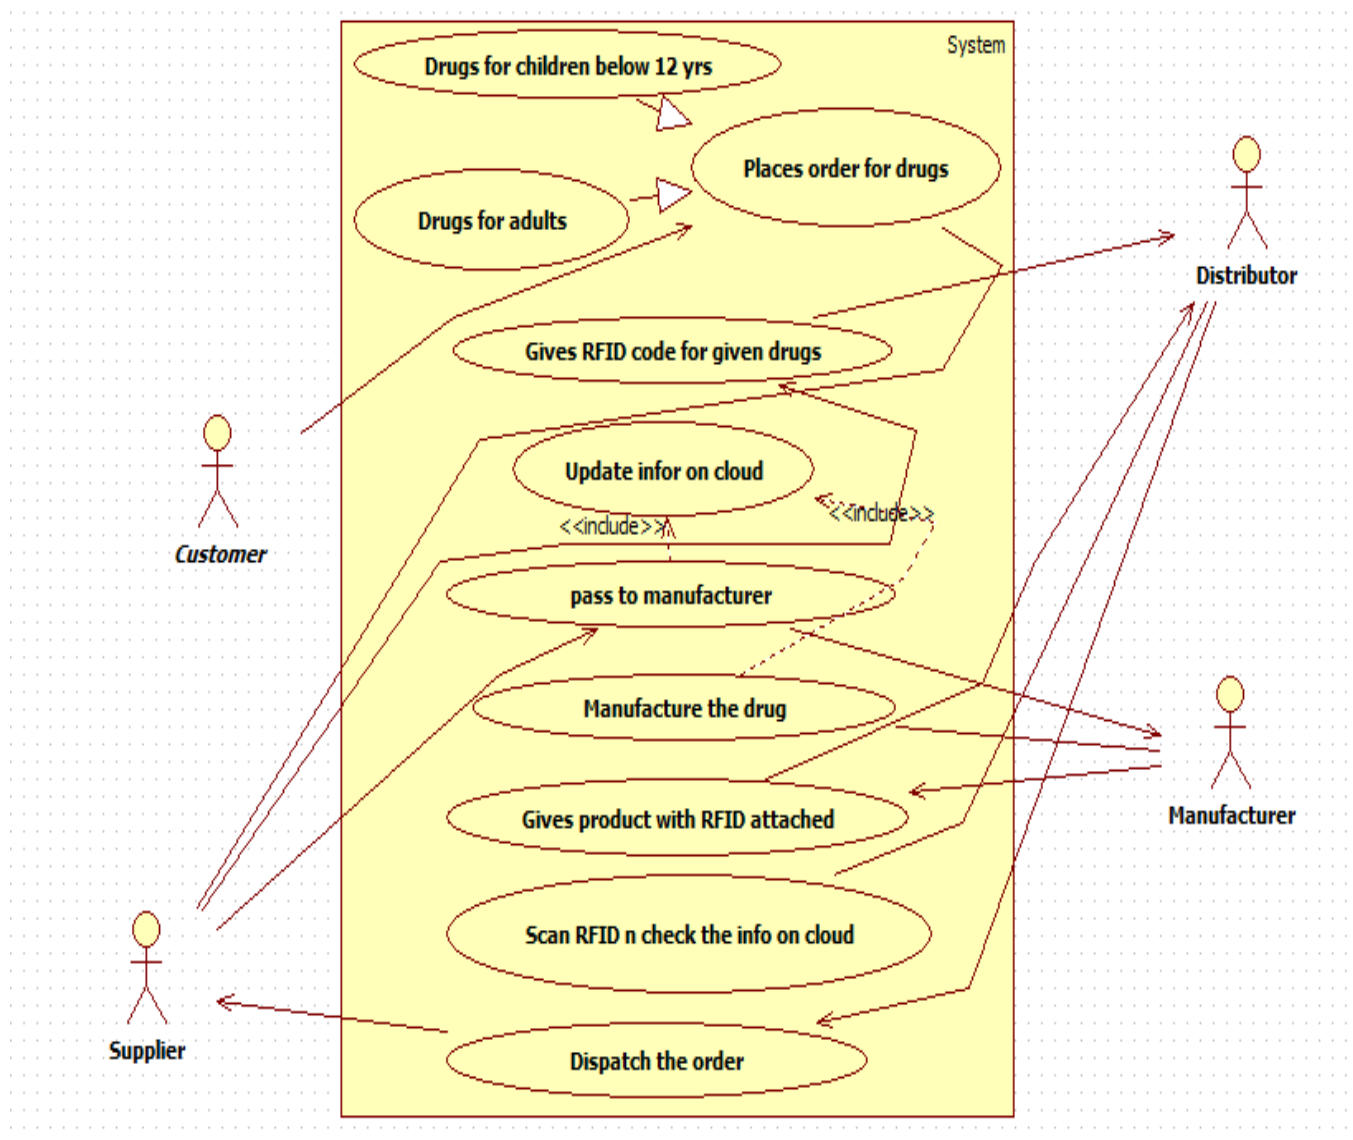 System
Drugs for children below 12 yrs
Places order for drugs
Drugs for adults
Distributor
Gives RFID code for given drugs
Update infor on cloud
<<include>>
<<include>>
Customer
pass to manufacturer
Manufacture the drug
Manufacturer
Gives product with RFID attached
Scan RFID n check the info on cloud
Supplier
Dispatch the order